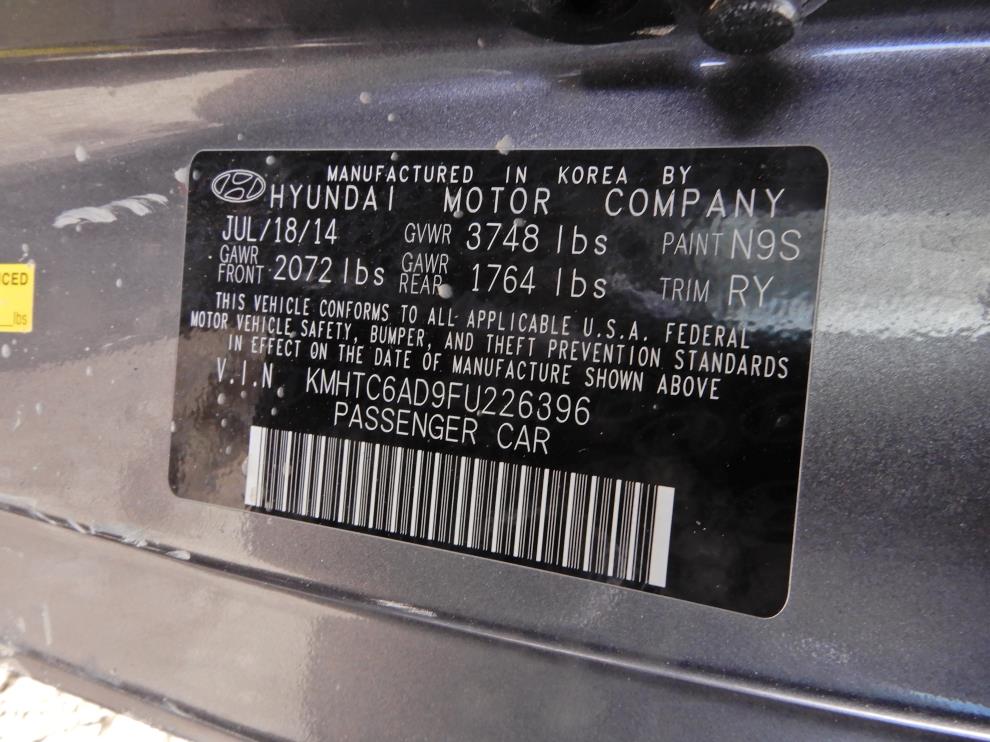 MANUFACTURED IN KOREA BY
HYUNDAI MOTOR COMPANY
JUL/18/14 GVWR 3748 lbs PAINT N9S
GAWR FRONT 2072 lbs GAWR REAR 1764 lbs TRIM RY
THIS VEHICLE CONFORMS TO ALL APPLICABLE U.S.A. FEDERAL
MOTOR VEHICLE SAFETY, BUMPER, AND THEFT PREVENTION STANDARDS
IN EFFECT ON THE DATE OF MANUFACTURE SHOWN ABOVE
V.I.N KMHTC6AD9FU226396
PASSENGER CAR
lbs